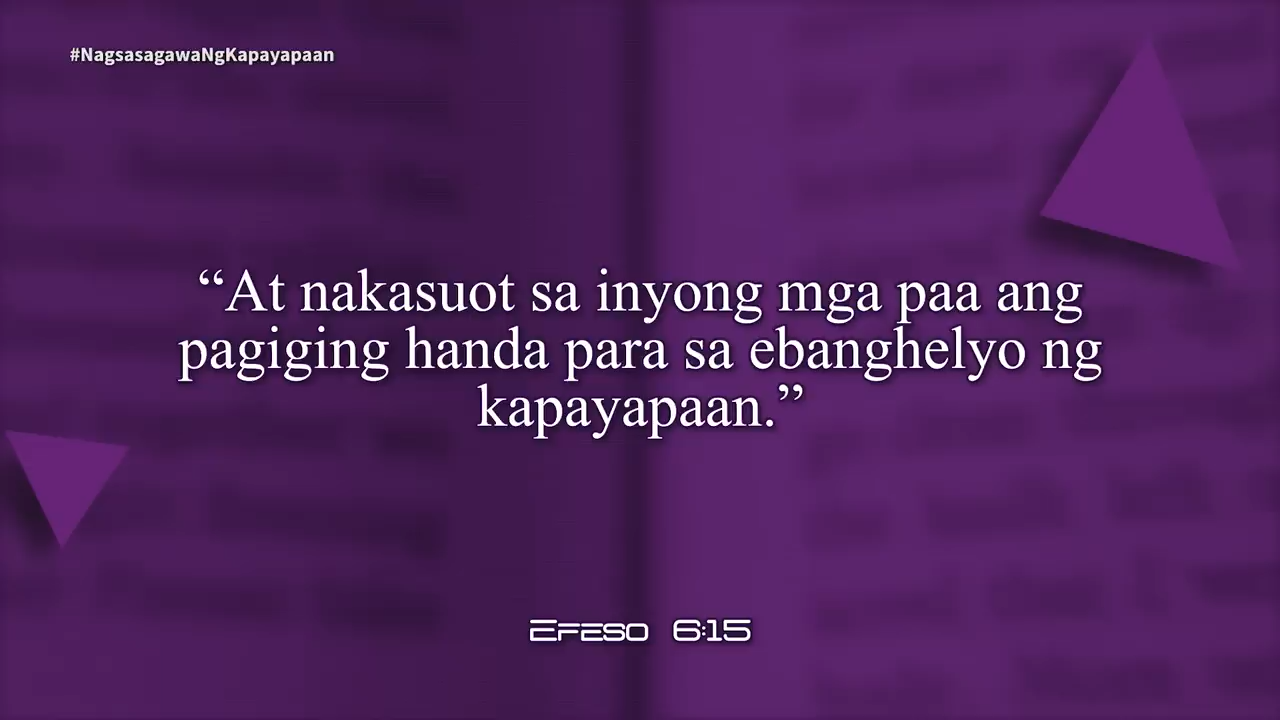 #NagsasagawaNgKapayapaan
“At nakasuot sa inyong mga paa ang
pagiging handa para sa ebanghelyo ng
kapayapaan.”
Efeso 6:15